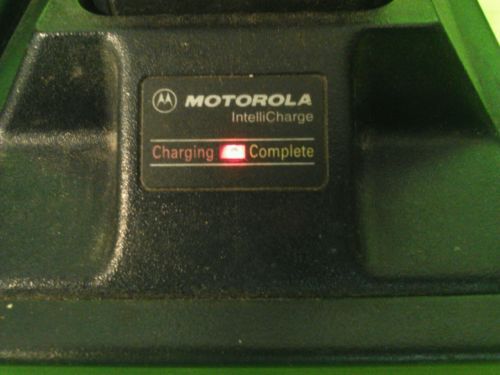 MOTOROLA
IntelliCharge
Charging Complete